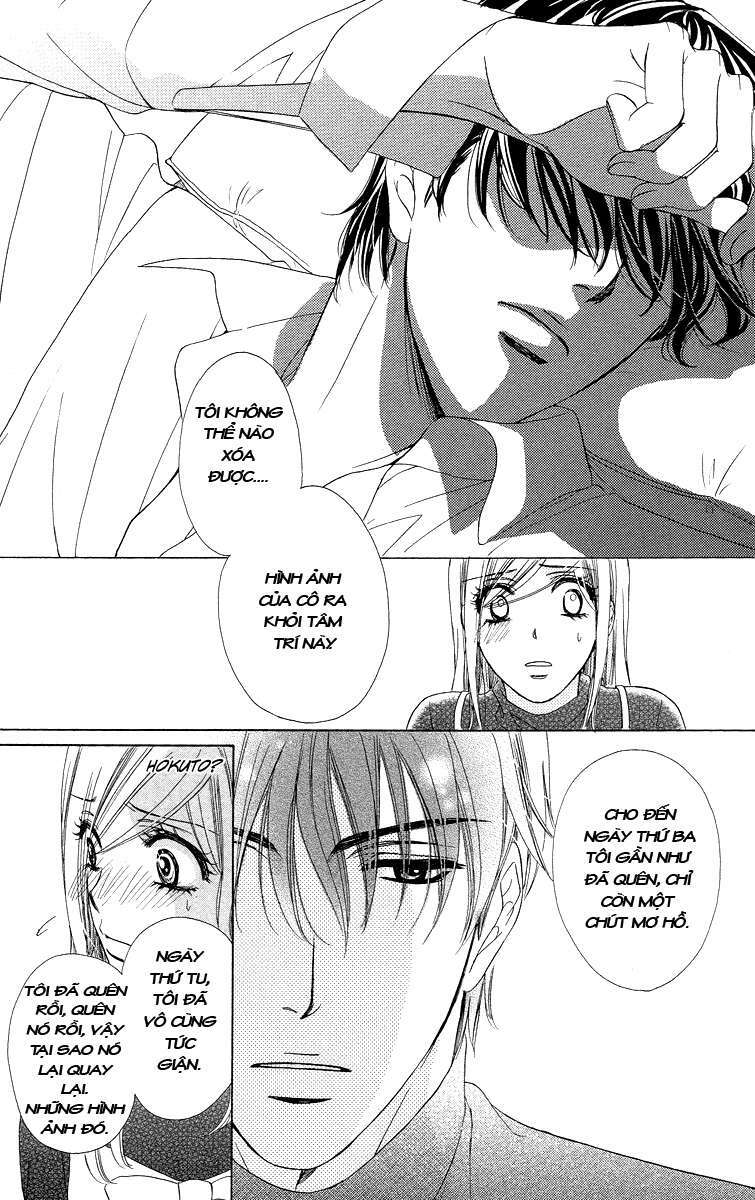 TÔI KHÔNG
THỂ NÀO
XÓA
ĐƯỢC....
HÌNH ẢNH
CỦA CÔ RA
KHỎI TÂM
TRÍ NÀY.
CHO ĐẾN
NGÀY THỨ BA
TÔI GẦN NHƯ
ĐÃ QUÊN, CHỈ
CÒN MỘT
CHÚT MƠ HỒ.
HOKUTO?
NGÀY
THỨ TƯ,
TÔI ĐÃ
VÔ CÙNG
TỨC
GIẬN.
TÔI ĐÃ QUÊN
RỒI, QUÊN
NÓ RỒI, VẬY
TẠI SAO NÓ
LẠI QUAY
LẠI.
NHỮNG HÌNH
ẢNH ĐÓ.